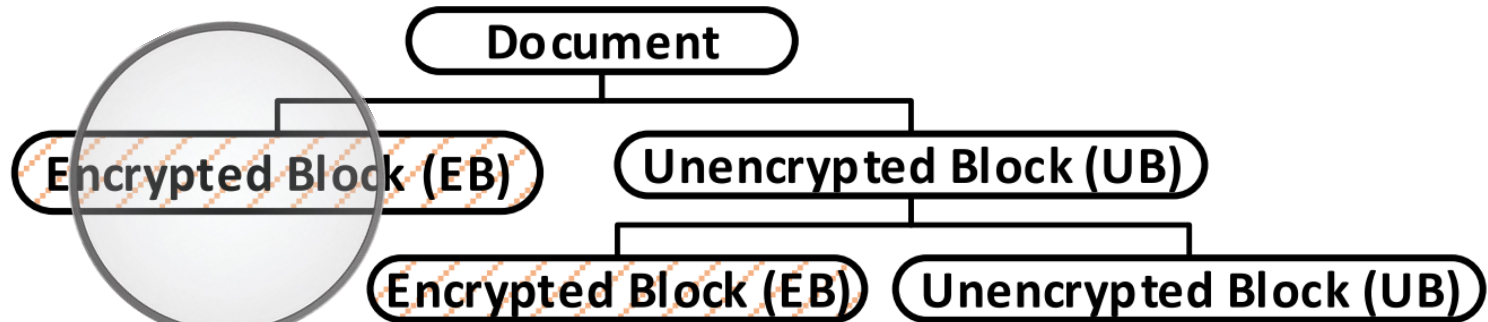 Document
Encrypted Block (EB)
Unencrypted Block (UB)
Encrypted Block (EB)
Unencrypted Block (UB)